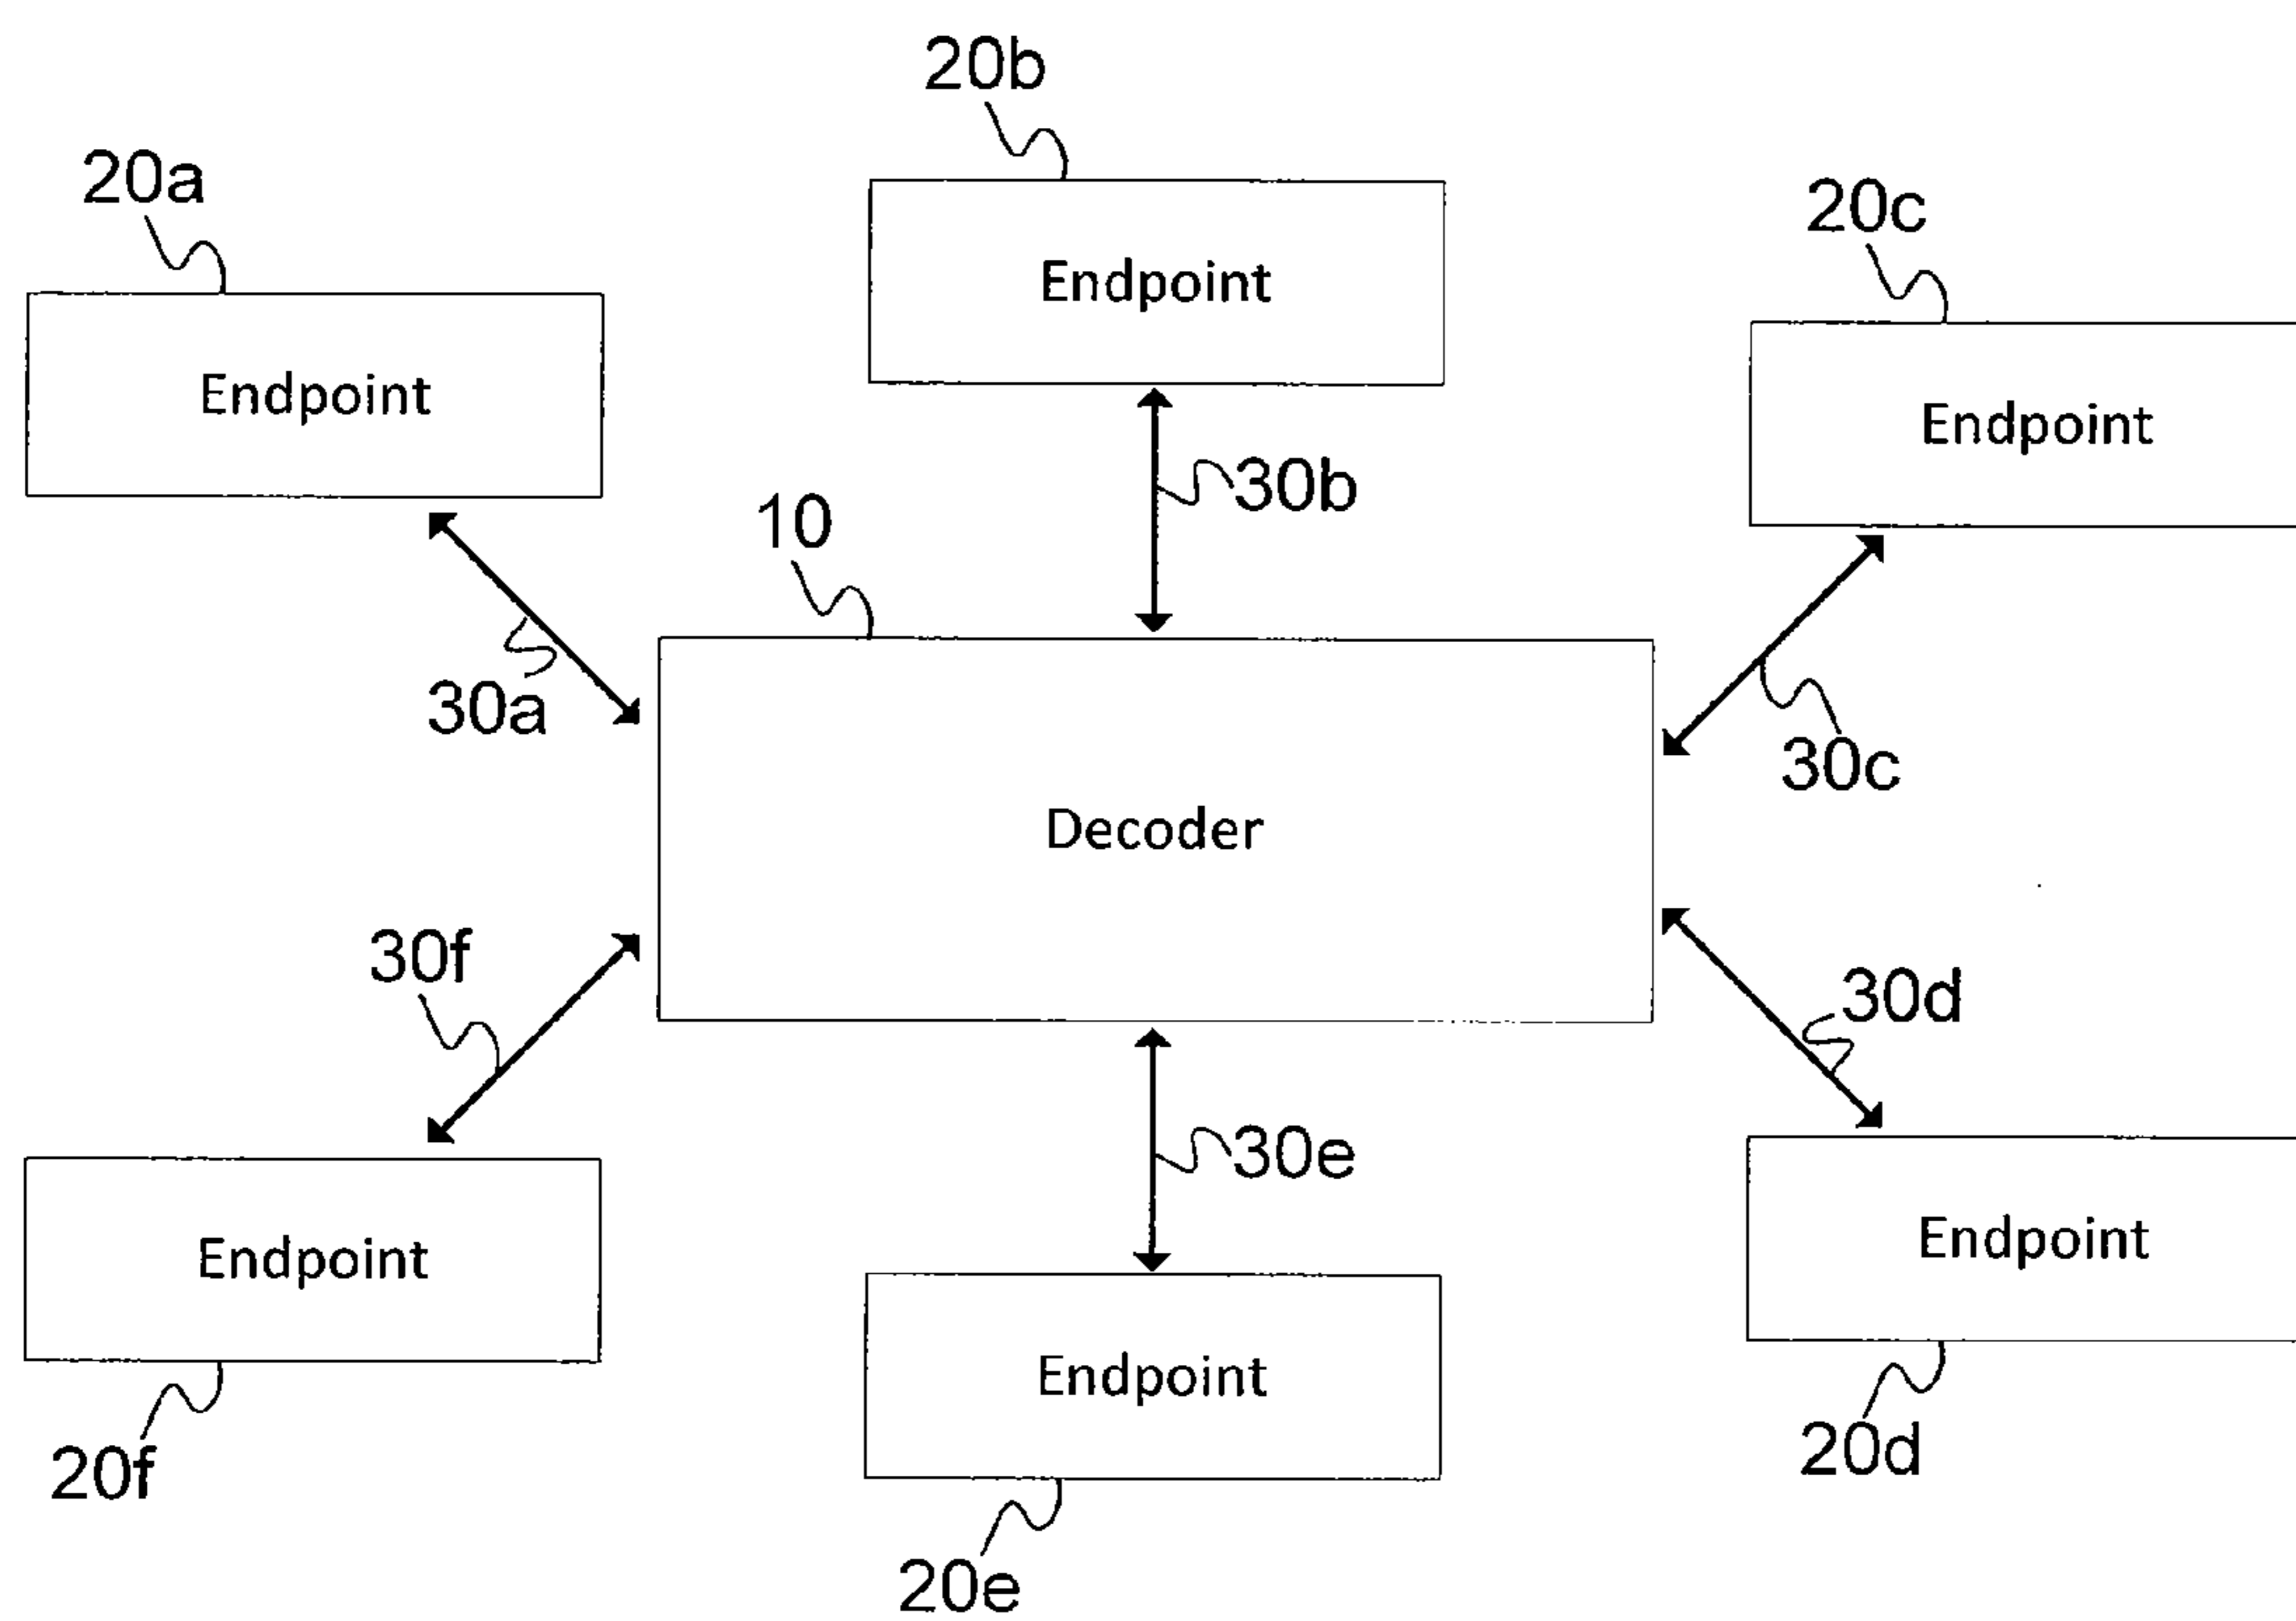 20b
20a
20c
Endpoint
Endpoint
Endpoint
30b
10
30a
30c
Decoder
30f
30d
30e
Endpoint
Endpoint
Endpoint
20f
20d
20e